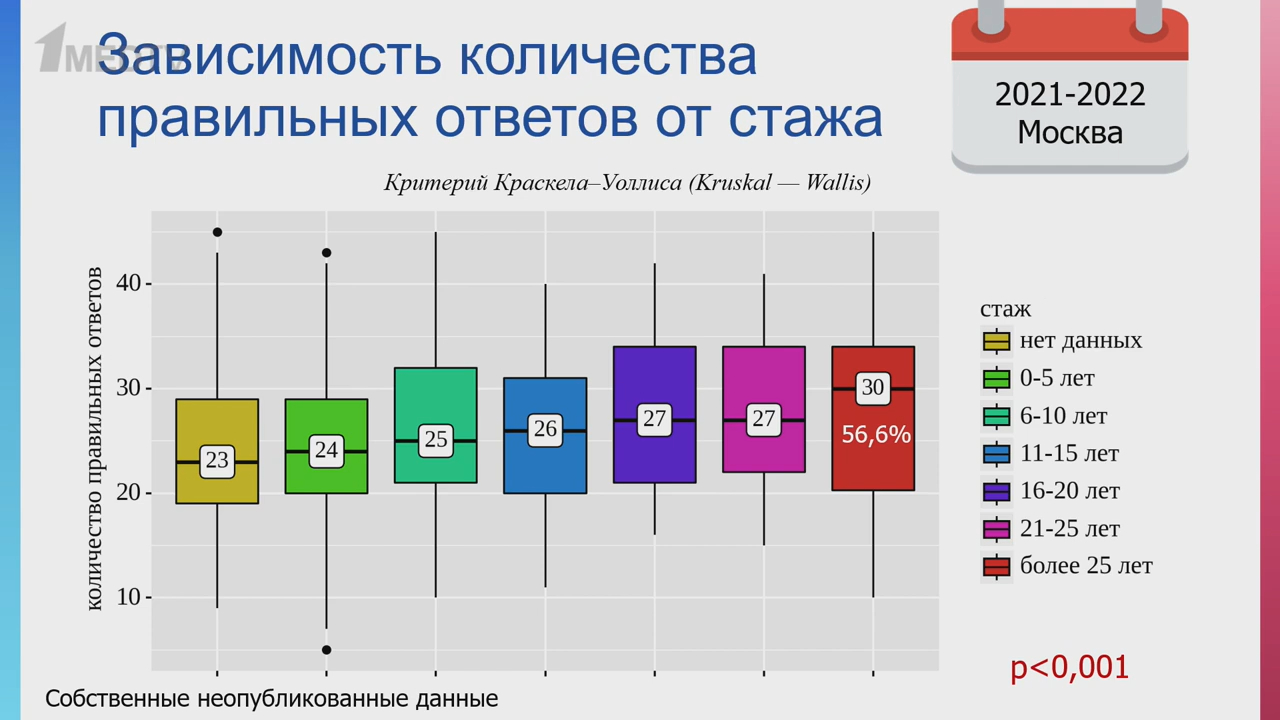 1МЕДТV
Зависимость количества
правильных ответов от стажа
2021-2022
Москва
Критерий Краскела–Уоллиса (Kruskal — Wallis)
количество правильных ответов
40
30
20
10
23
24
25
26
27
27
30
56,6%
стаж
нет данных
0-5 лет
6-10 лет
11-15 лет
16-20 лет
21-25 лет
более 25 лет
p<0,001
Собственные неопубликованные данные